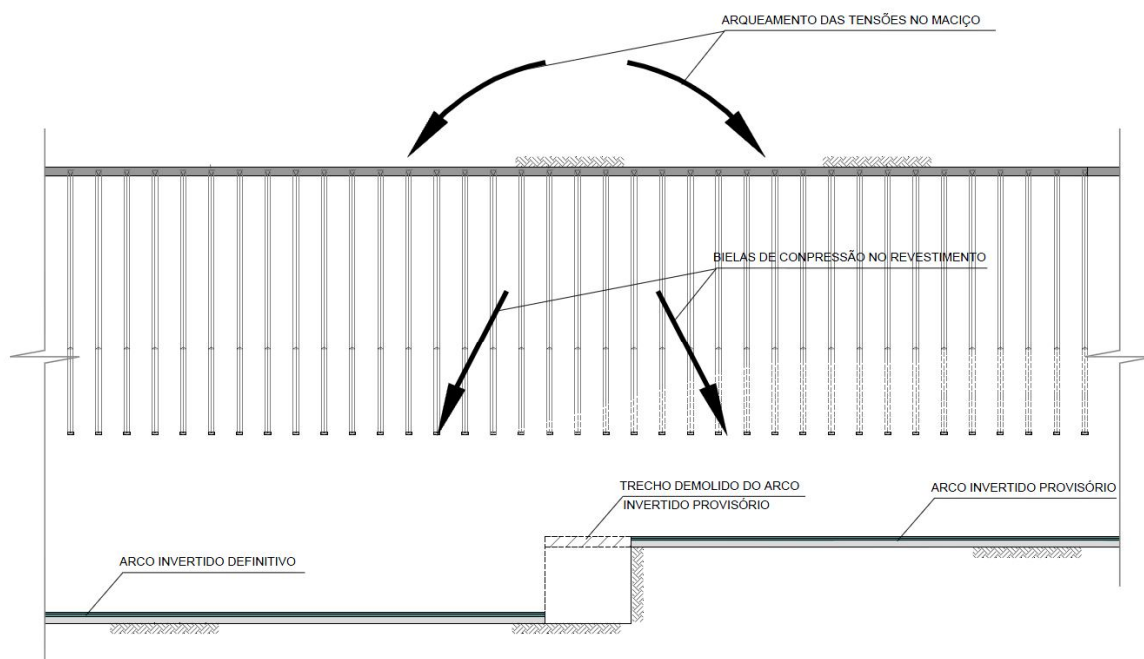 ARQUEAMENTO DAS TENSÕES NO MACIÇO
BIELAS DE CONPRESSÃO NO REVESTIMENTO
TRECHO DEMOLIDO DO ARCO
INVERTIDO PROVISÓRIO
ARCO INVERTIDO PROVISÓRIO
ARCO INVERTIDO DEFINITIVO